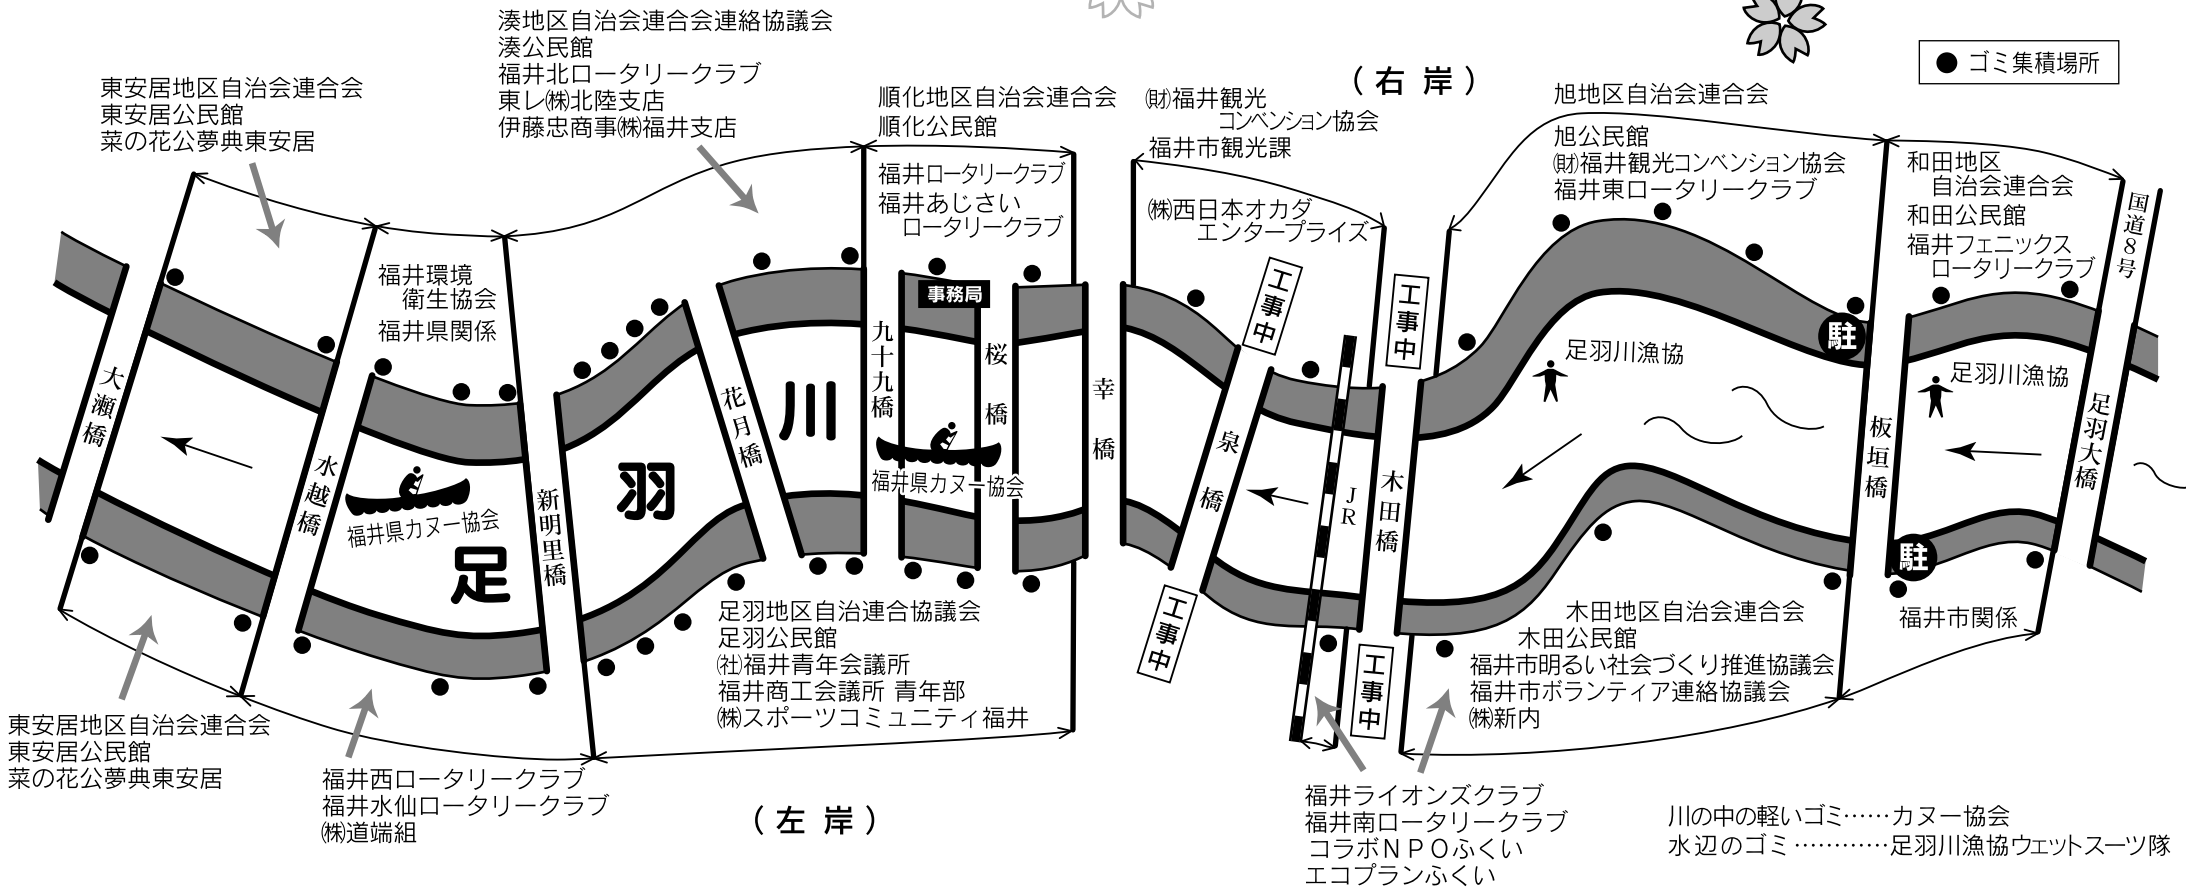 湊地区自治会連合会連絡協議会
湊公民館
福井北ロータリークラブ
東レ㈱北陸支店
伊藤忠商事㈱福井支店
東安居地区自治会連合会
東安居公民館
菜の花公夢典東安居
順化地区自治会連合会
順化公民館
福井ロータリークラブ
福井あじさい
ロータリークラブ
㈶福井観光
コンベンション協会
福井市観光課
㈱西日本オカダ
エンタープライズ
（右 岸）
● ゴミ集積場所
旭地区自治会連合会
旭公民館
㈶福井観光コンベンション協会
福井東ロータリークラブ
和田地区
自治会連合会
和田公民館
福井フェニックス
ロータリークラブ
国道8号
福井環境
衛生協会
福井県関係
事務局
工事中
工事中
駐
足羽川漁協
足羽川漁協
大瀬橋
水越橋
新明里橋
花月橋
九十九橋
桜橋
幸橋
泉橋
JR
木田橋
板垣橋
足羽大橋
足
羽
川
福井県カヌー協会
福井県カヌー協会
駐
工事中
工事中
足羽地区自治連合協議会
足羽公民館
㈳福井青年会議所
福井商工会議所 青年部
㈱スポーツコミュニティ福井
木田地区自治会連合会
木田公民館
福井市明るい社会づくり推進協議会
福井市ボランティア連絡協議会
㈱新内
福井市関係
東安居地区自治会連合会
東安居公民館
菜の花公夢典東安居
福井西ロータリークラブ
福井水仙ロータリークラブ
㈱道端組
（左 岸）
福井ライオンズクラブ
福井南ロータリークラブ
コラボＮＰＯふくい
エコプランふくい
川の中の軽いゴミ……カヌー協会
水辺のゴミ…………足羽川漁協ウェットスーツ隊